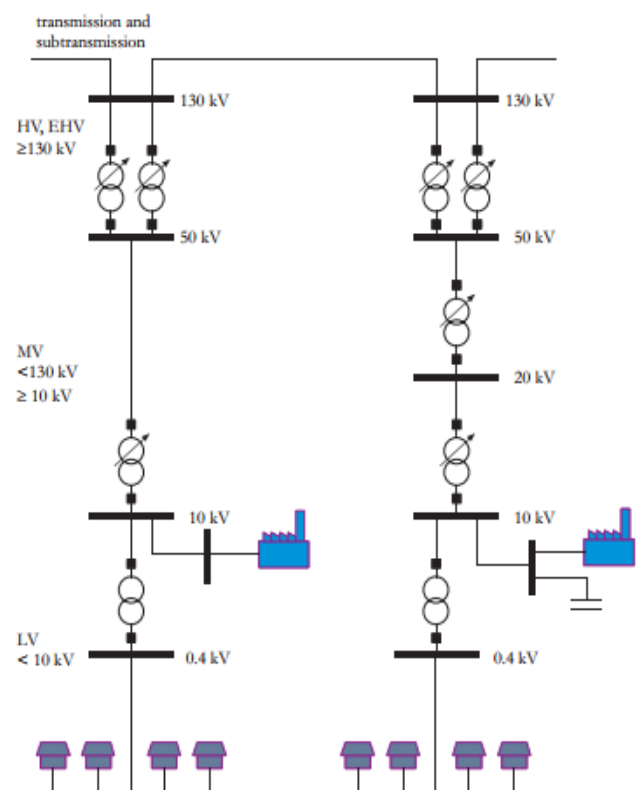 transmission and
subtransmission
130 kV
130 kV
HV, EHV
≥130 kV
50 kV
50 kV
MV
<130 kV
≥ 10 kV
20 kV
10 kV
10 kV
LV
< 10 kV
0.4 kV
0.4 kV